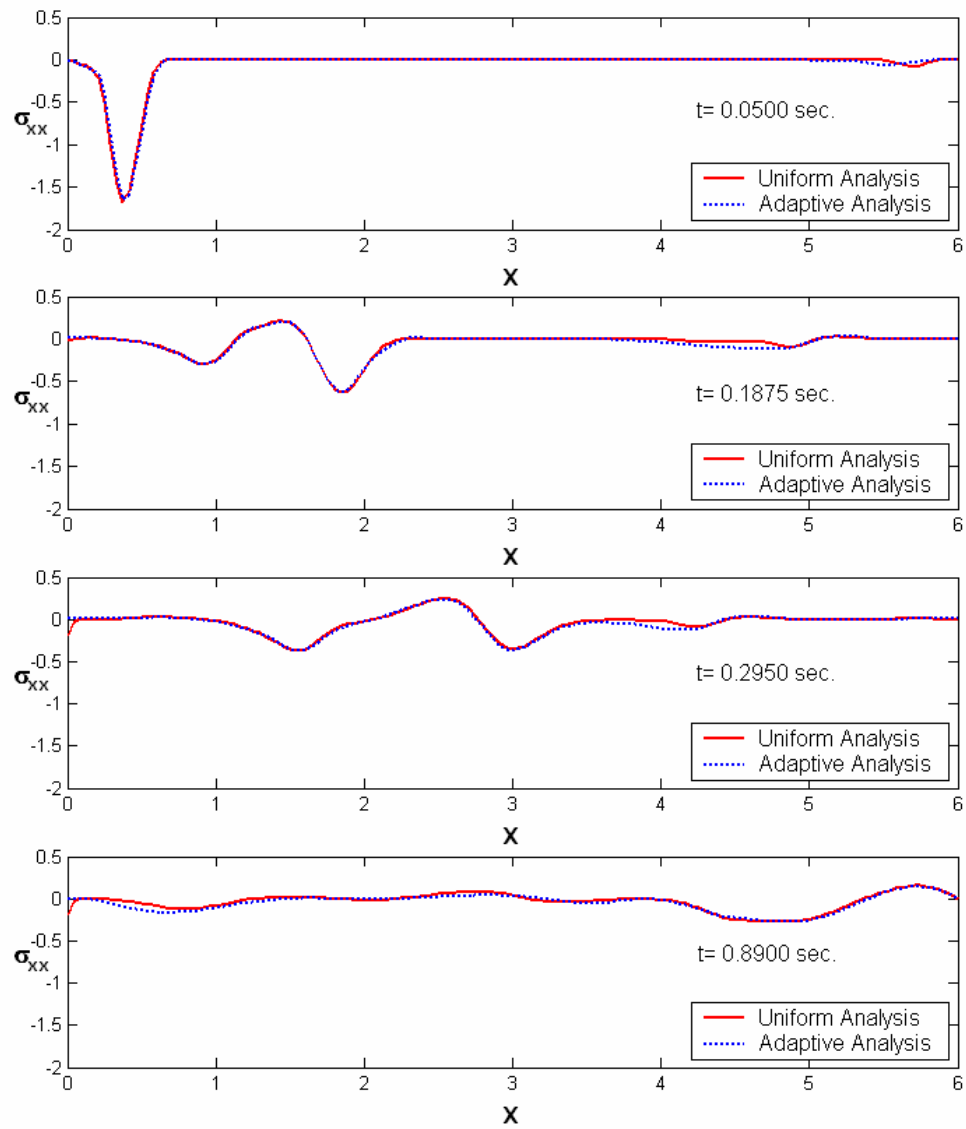 0.5
0
-0.5
σxx
-1
-1.5
-2
t= 0.0500 sec.
Uniform Analysis
Adaptive Analysis
0 1 2 3 4 5 6
X
0.5
0
-0.5
σxx
-1
-1.5
-2
t= 0.1875 sec.
Uniform Analysis
Adaptive Analysis
0 1 2 3 4 5 6
X
0.5
0
-0.5
σxx
-1
-1.5
-2
t= 0.2950 sec.
Uniform Analysis
Adaptive Analysis
0 1 2 3 4 5 6
X
0.5
0
-0.5
σxx
-1
-1.5
-2
t= 0.8900 sec.
Uniform Analysis
Adaptive Analysis
0 1 2 3 4 5 6
X